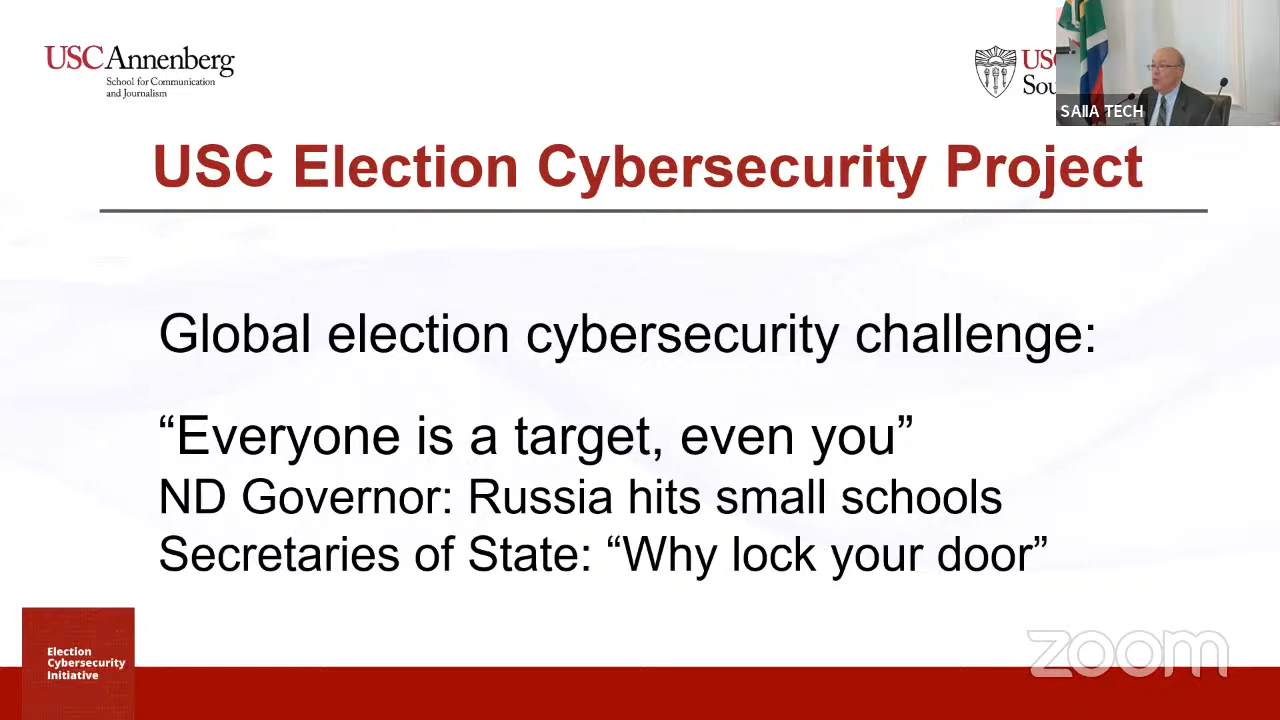 USC Annenberg
School for Communication
and Journalism
USC
SAIIA TECH
USC Election Cybersecurity Project
Global election cybersecurity challenge:
“Everyone is a target, even you”
ND Governor: Russia hits small schools
Secretaries of State: “Why lock your door”
Election
Cybersecurity
Initiative
zoom